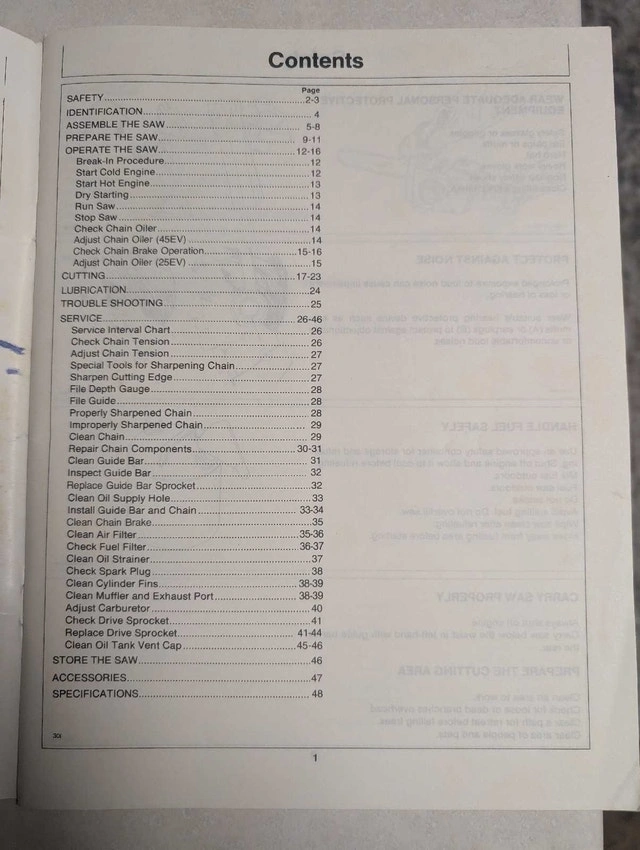 Contents
Page
SAFETY 2-3
IDENTIFICATION 4
ASSEMBLE THE SAW 5-8
PREPARE THE SAW 9-11
OPERATE THE SAW 12-16
Break-In Procedure 12
Start Cold Engine 12
Start Hot Engine 13
Dry Starting 13
Run Saw 14
Stop Saw 14
Check Chain Oiler 14
Adjust Chain Oiler (45EV) 14
Check Chain Brake Operation 15-16
Adjust Chain Oiler (25EV) 15
CUTTING 17-23
LUBRICATION 24
TROUBLE SHOOTING 25
SERVICE 26-46
Service Interval Chart 26
Check Chain Tension 26
Adjust Chain Tension 27
Special Tools for Sharpening Chain 27
Sharpen Cutting Edge 27
File Depth Gauge 28
File Guide 28
Properly Sharpened Chain 28
Improperly Sharpened Chain 29
Clean Chain 29
Repair Chain Components 30-31
Clean Guide Bar 31
Inspect Guide Bar 32
Replace Guide Bar Sprocket 32
Clean Oil Supply Hole 33
Install Guide Bar and Chain 33-34
Clean Chain Brake 35
Clean Air Filter 35-36
Check Fuel Filter 36-37
Clean Oil Strainer 37
Check Spark Plug 38
Clean Cylinder Fins 38-39
Clean Muffler and Exhaust Port 38-39
Adjust Carburetor 40
Check Drive Sprocket 41
Replace Drive Sprocket 41-44
Clean Oil Tank Vent Cap 45-46
STORE THE SAW 46
ACCESSORIES 47
SPECIFICATIONS 48
1